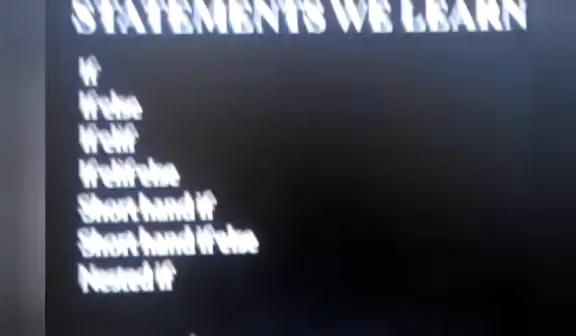 STATEMENTS WE LEARN
If
If else
If elif
If elif else
Short hand if
Short hand if else
Nested if